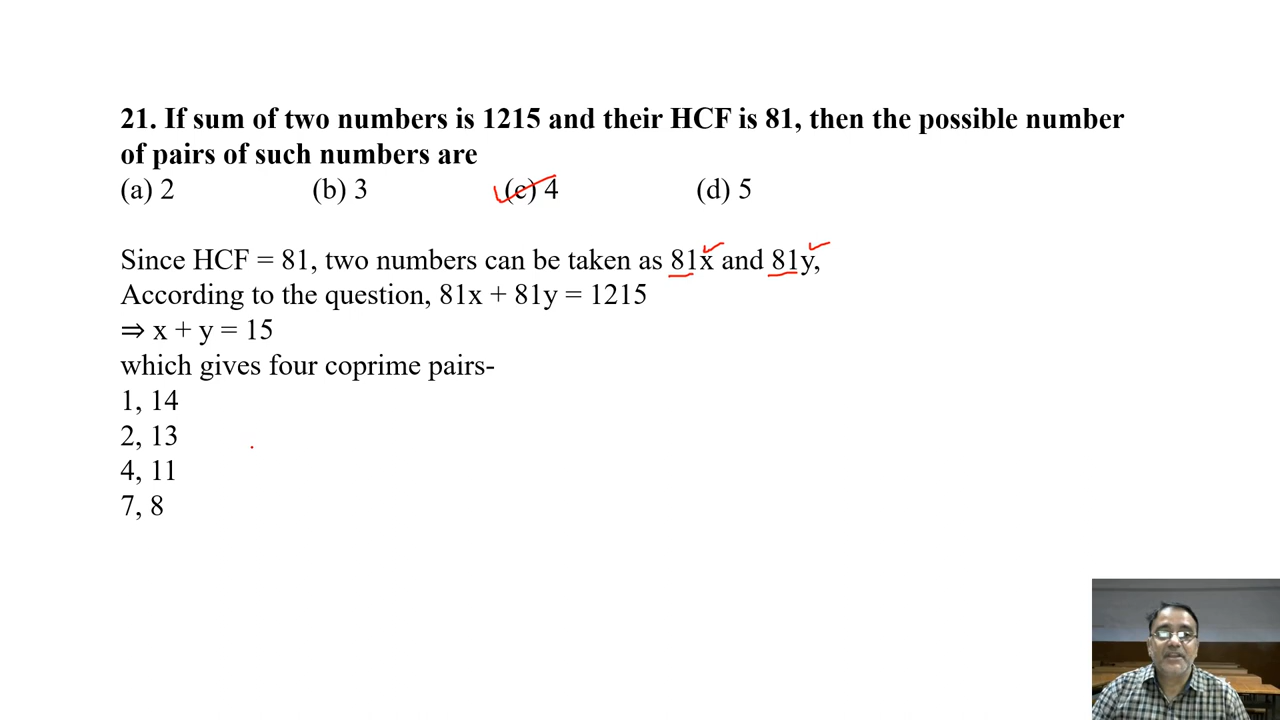 21. If sum of two numbers is 1215 and their HCF is 81, then the possible number
of pairs of such numbers are
(a) 2 (b) 3 (c) 4 (d) 5
Since HCF = 81, two numbers can be taken as 81x and 81y,
According to the question, 81x + 81y = 1215
⇒ x + y = 15
which gives four coprime pairs-
1, 14
2, 13
4, 11
7, 8